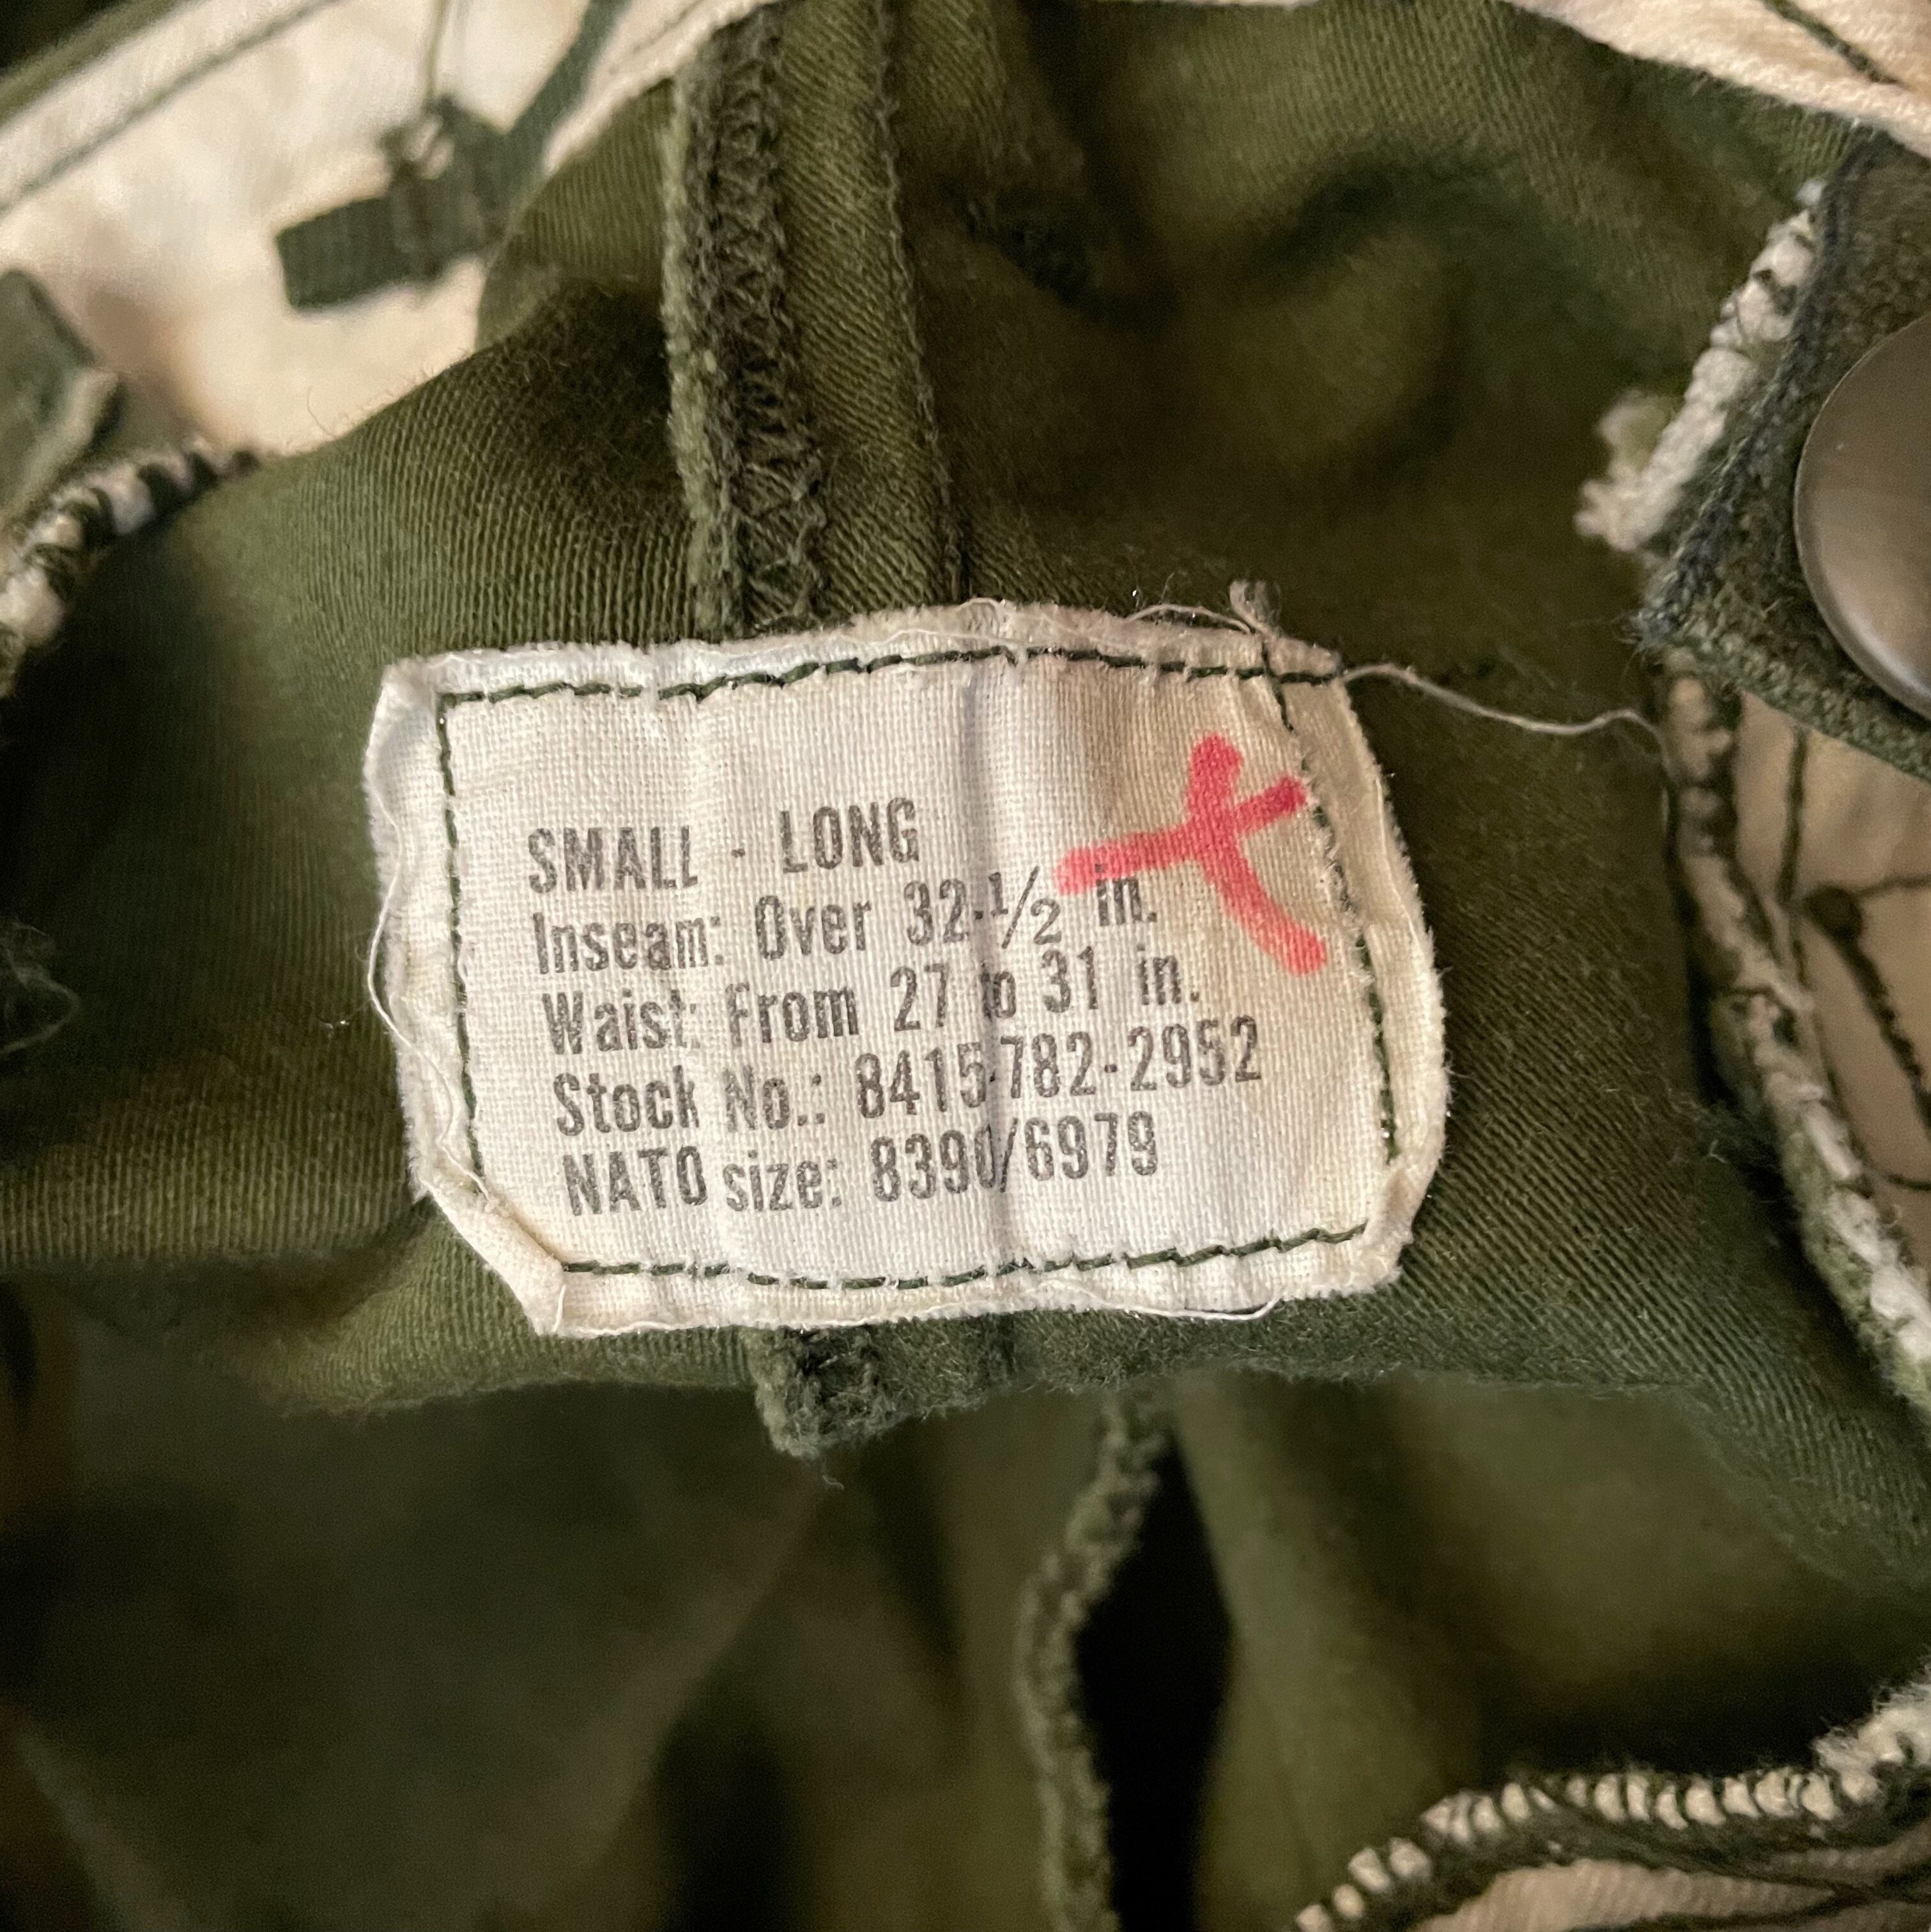 SMALL - LONG
Inseam: Over 32-1/2 in.
Waist: From 27 to 31 in.
Stock No.: 8415-782-2952
NATO size: 8390/6979